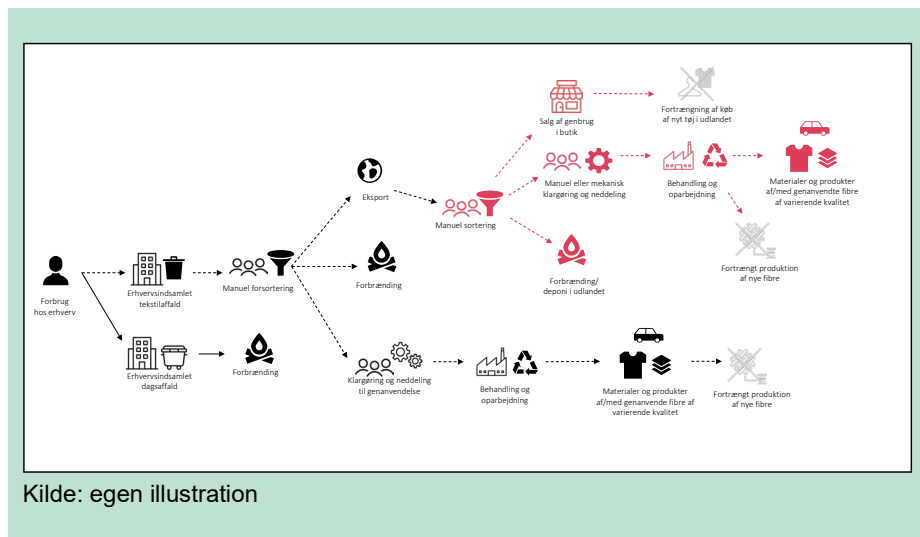 Salg af genbrug
i butik
Fortrængning af køb
af nyt tøj i udlandet
Eksport
Manuel sortering
Manuel eller mekanisk
klargøring og neddeling
Behandling og
oparbejdning
Materialer og produkter
af/med genanvendte fibre
af varierende kvalitet
Forbrug
hos erhverv
Erhvervsindsamlet
tekstilaffald
Manuel forsortering
Forbrænding
Forbrænding/
deponi i udlandet
Fortrængt produktion
af nye fibre
Erhvervsindsamlet
dagsaffald
Forbrænding
Klargøring og neddeling
til genanvendelse
Behandling og
oparbejdning
Materialer og produkter
af/med genanvende fibre af
varierende kvalitet
Fortrængt produktion
af nye fibre
Kilde: egen illustration